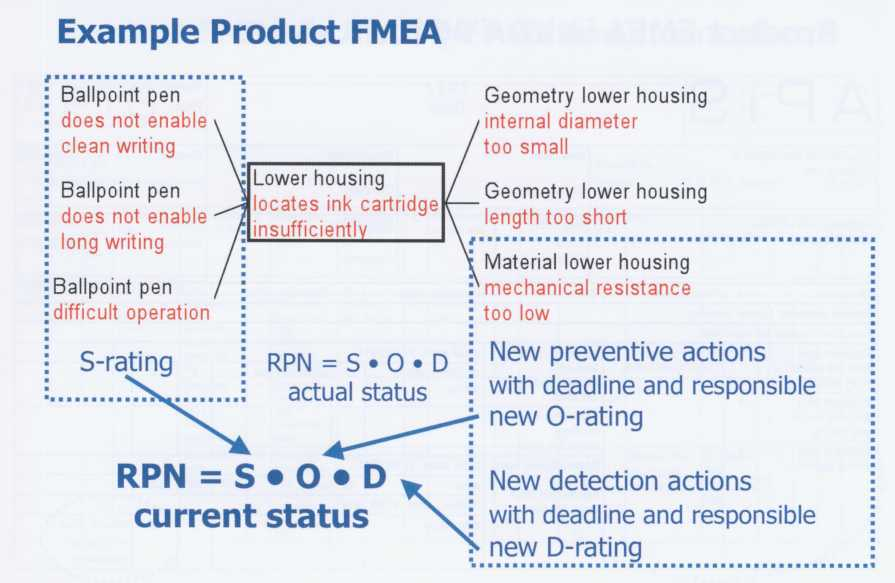 Example Product FMEA
Ballpoint pen
does not enable
clean writing
Ballpoint pen
does not enable
long writing
Ballpoint pen
difficult operation
S-rating
Lower housing
locates ink cartridge
insufficiently
Geometry lower housing
internal diameter
too small
Geometry lower housing
length too short
Material lower housing
mechanical resistance
too low
RPN = S • O • D
actual status
New preventive actions
with deadline and responsible
new O-rating
RPN = S • O • D
current status
New detection actions
with deadline and responsible
new D-rating